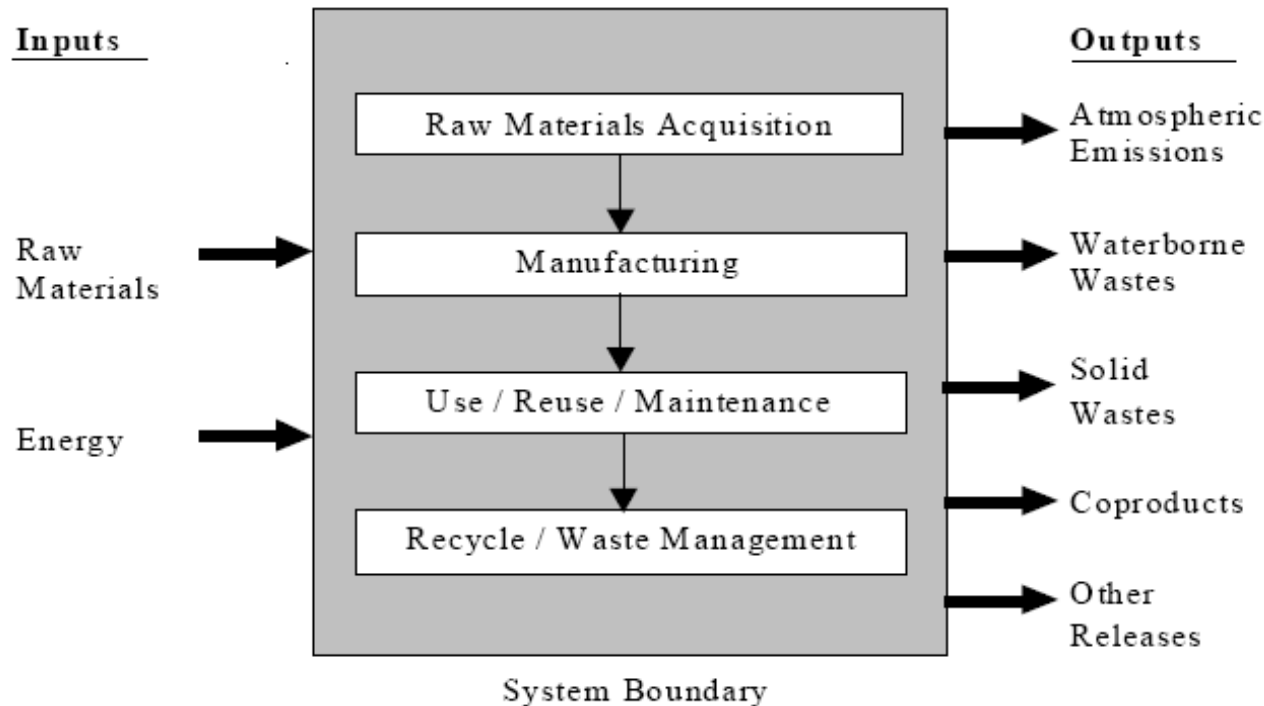 Inputs
Raw
Materials
Energy
Raw Materials Acquisition
Manufacturing
Use / Reuse / Maintenance
Recycle / Waste Management
System Boundary
Outputs
Atmospheric
Emissions
Waterborne
Wastes
Solid
Wastes
Coproducts
Other
Releases